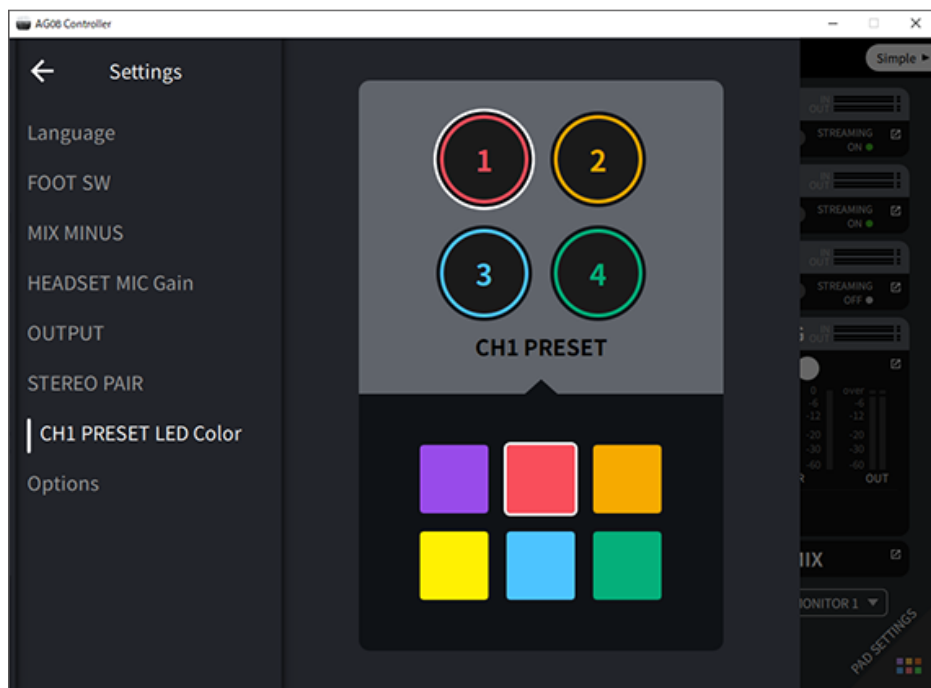 AG08 Controller
Settings
Simple
Language
FOOT SW
MIX MINUS
HEADSET MIC Gain
OUTPUT
STEREO PAIR
CH1 PRESET LED Color
Options
1
2
3
4
CH1 PRESET
IN
OUT
STREAMING
ON
IN
OUT
STREAMING
ON
IN
OUT
STREAMING
OFF
IN
OUT
0 over
-6 -6
-12 -12
-20 -20
-30 -30
-60 -60
OUT
MONITOR 1
PAD SETTINGS